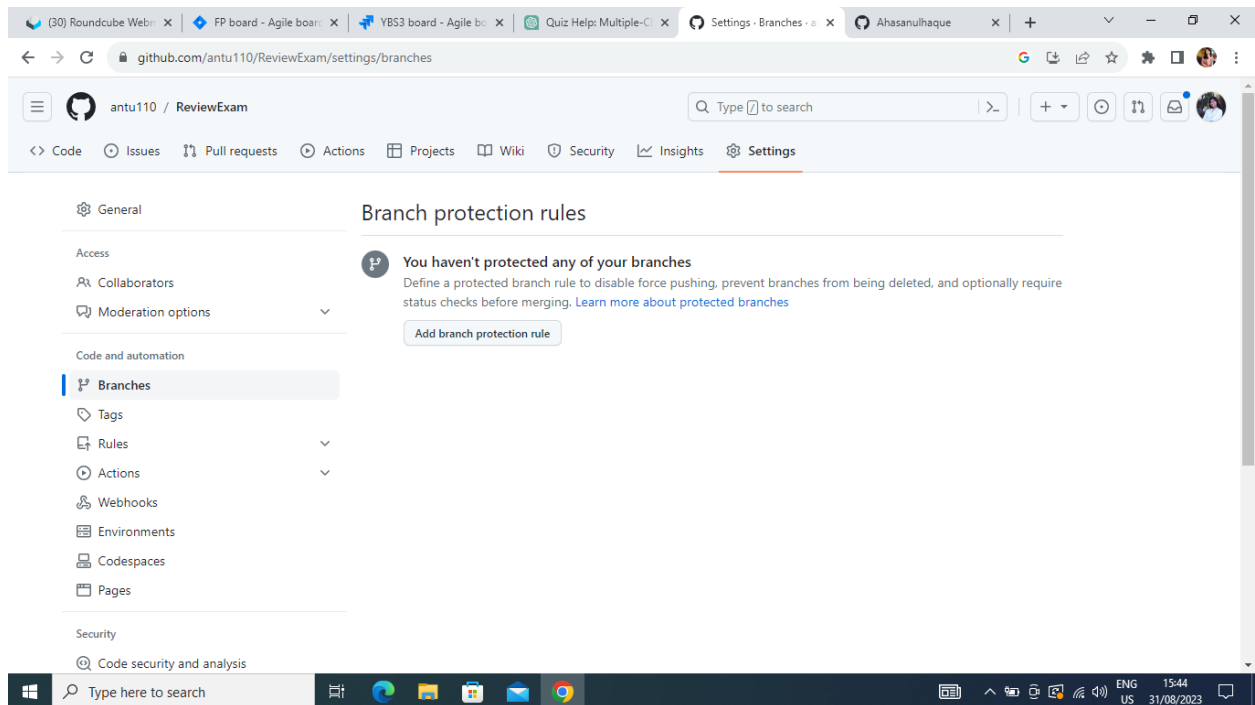 (30) Roundcube Webm
FP board - Agile board
YBS3 board - Agile bo
Quiz Help: Multiple-Cl
Settings · Branches · a
Ahasanulhaque
github.com/antu110/ReviewExam/settings/branches
antu110 / ReviewExam
Type / to search
Code
Issues
Pull requests
Actions
Projects
Wiki
Security
Insights
Settings
General
Access
Collaborators
Moderation options
Code and automation
Branches
Tags
Rules
Actions
Webhooks
Environments
Codespaces
Pages
Security
Code security and analysis
Branch protection rules
You haven't protected any of your branches
Define a protected branch rule to disable force pushing, prevent branches from being deleted, and optionally require
status checks before merging. Learn more about protected branches
Add branch protection rule
Type here to search
ENG
US
15:44
31/08/2023